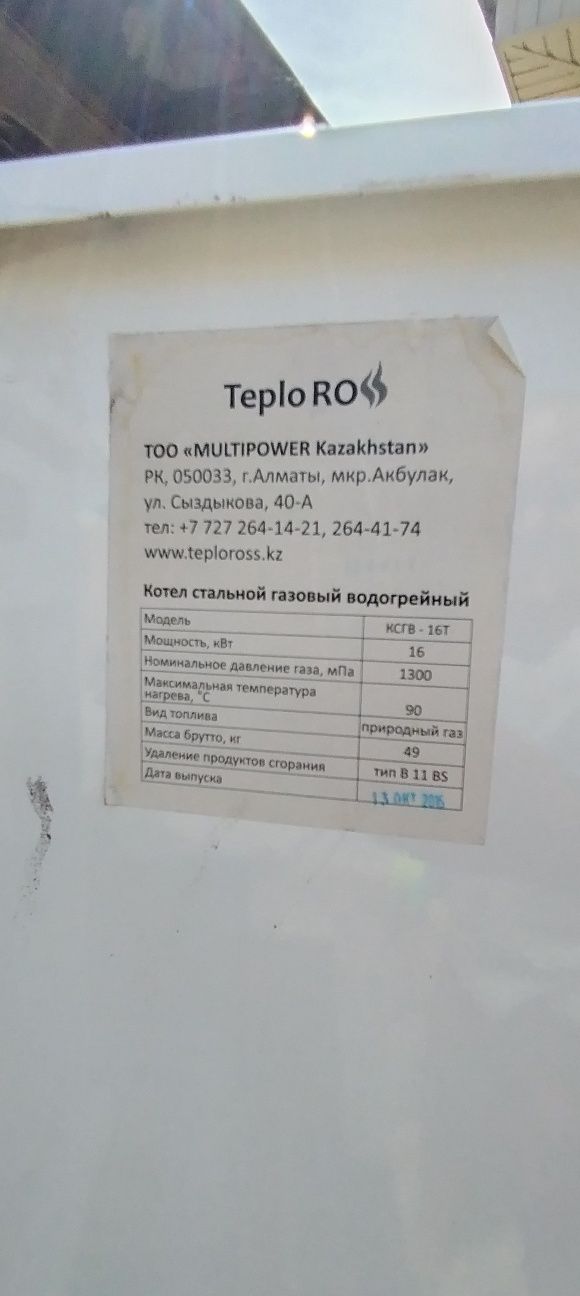 Teplo ROSS
ТОО «MULTIPOWER Kazakhstan»
РК, 050033, г.Алматы, мкр.Акбулак,
ул. Сыздыкова, 40-А
тел: +7 727 264-14-21, 264-41-74
www.teploross.kz
Котел стальной газовый водогрейный
Модель КСГВ - 16Т
Мощность, кВт 16
Номинальное давление газа, мПа 1300
Максимальная температура
нагрева, °С 90
Вид топлива природный газ
Масса брутто, кг 49
Удаление продуктов сгорания тип В 11 BS
Дата выпуска 13 ОКТ